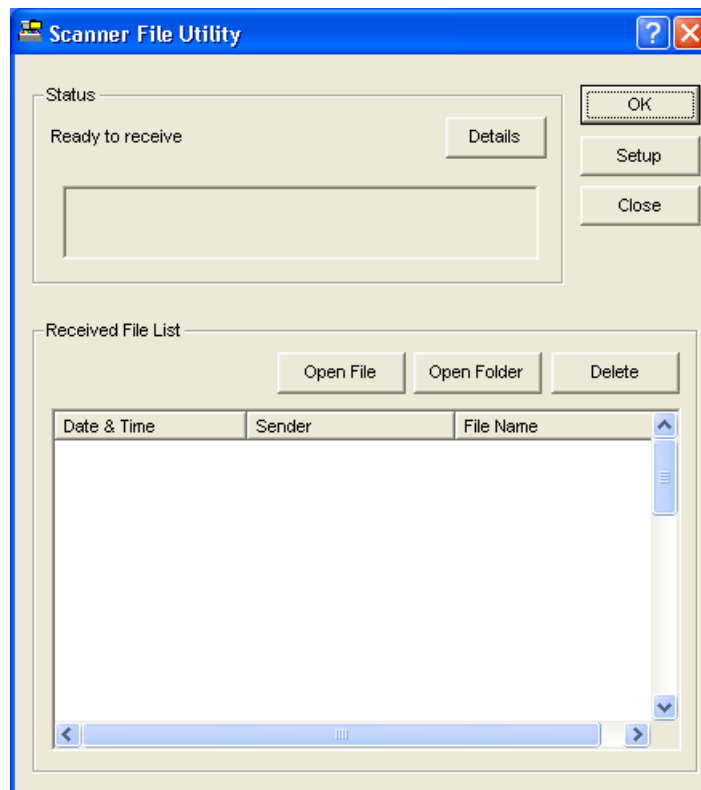 Scanner File Utility
Status
OK
Ready to receive
Details
Setup
Close
Received File List
Open File
Open Folder
Delete
Date & Time
Sender
File Name